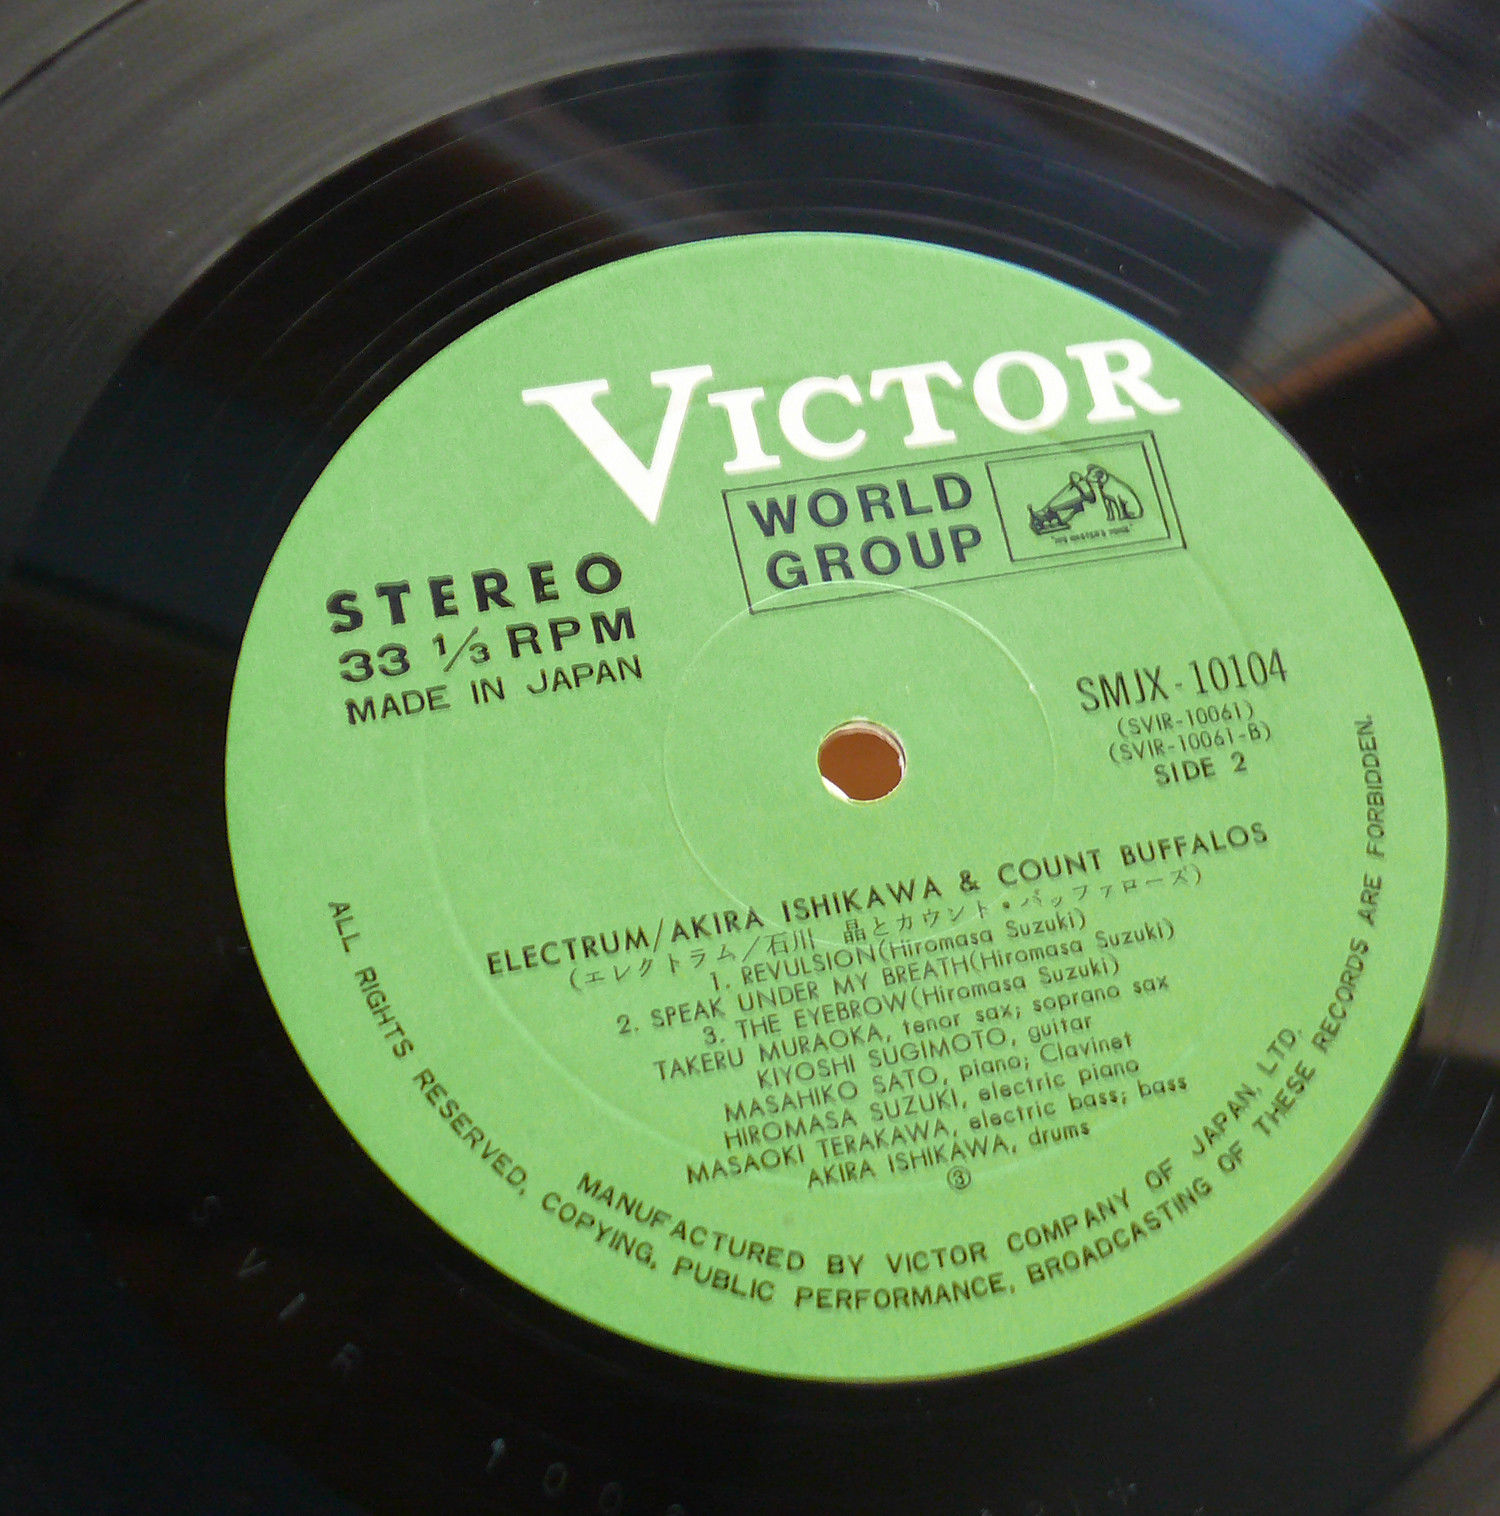 VICTOR
WORLD
GROUP
"HIS MASTER'S VOICE"
STEREO
33 1/3 RPM
MADE IN JAPAN
SMJX-10104
(SVIR-10061)
(SVIR-10061-B)
SIDE 2
ELECTRUM/AKIRA ISHIKAWA & COUNT BUFFALOS
(エレクトラム/石川 晶とカウント・バッファローズ)
1. REVULSION(Hiromasa Suzuki)
2. SPEAK UNDER MY BREATH(Hiromasa Suzuki)
3. THE EYEBROW(Hiromasa Suzuki)
TAKERU MURAOKA, tenor sax; soprano sax
KIYOSHI SUGIMOTO, guitar
MASAHIKO SATO, piano; Clavinet
HIROMASA SUZUKI, electric piano
MASAOKI TERAKAWA, electric bass; bass
AKIRA ISHIKAWA, drums
③
MANUFACTURED BY VICTOR COMPANY OF JAPAN, LTD.
ALL RIGHTS RESERVED, COPYING, PUBLIC PERFORMANCE, BROADCASTING OF THESE RECORDS ARE FORBIDDEN.
SVIR 100